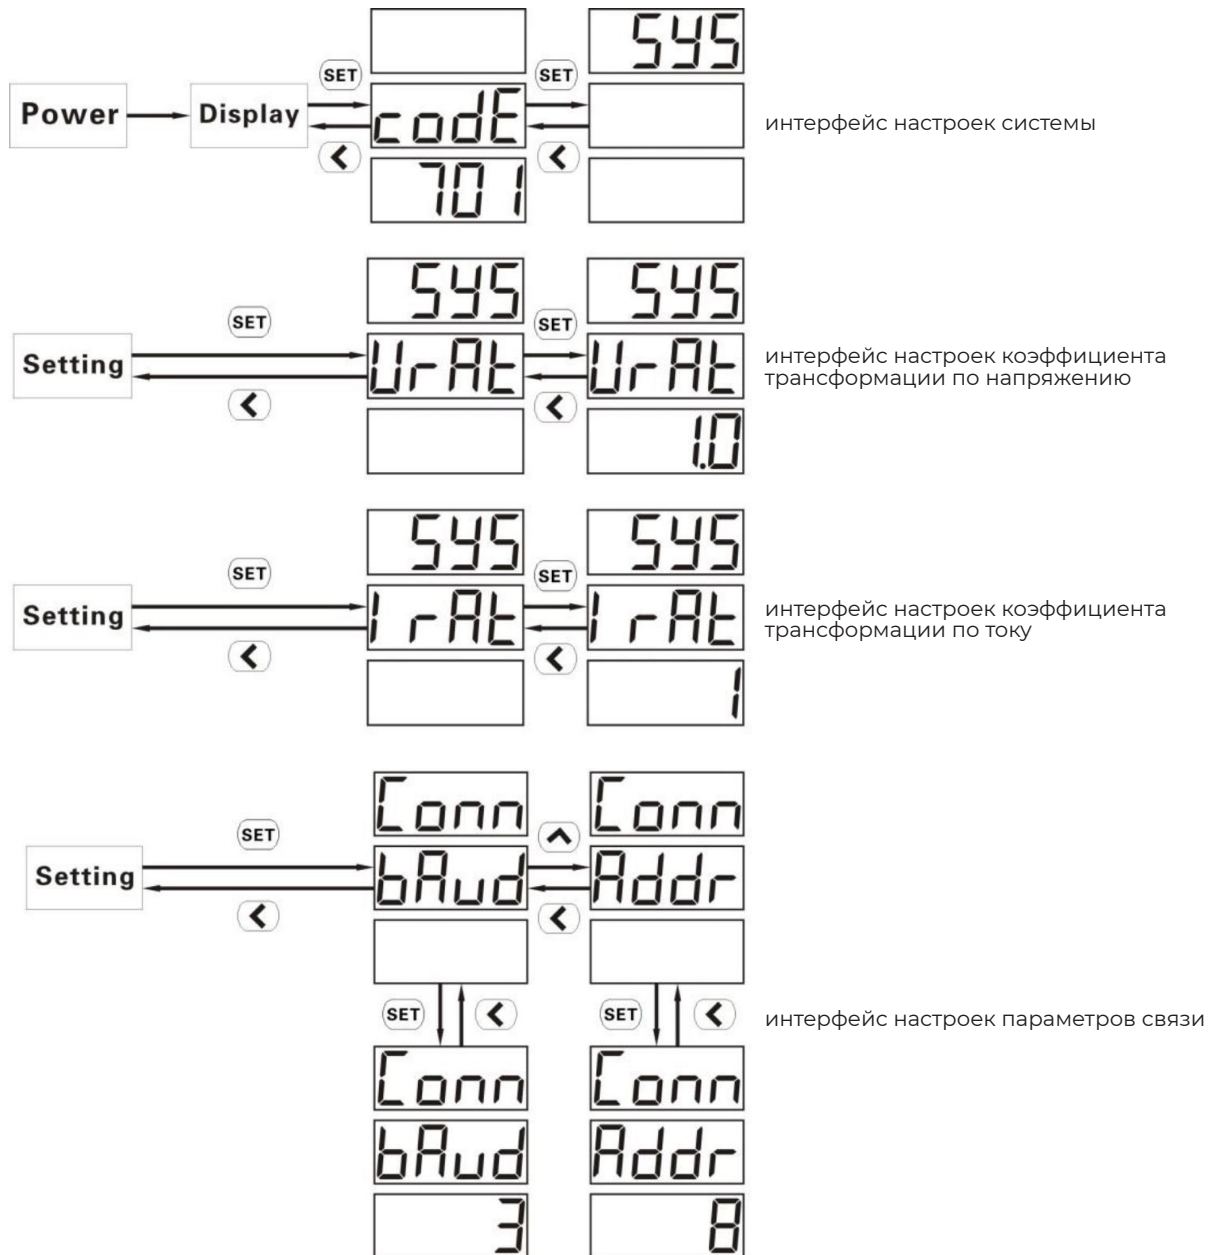 SYS
SET SET
Power Display codE интерфейс настроек системы
701
SYS SYS
SET SET
Setting UrAt UrAt интерфейс настроек коэффициента
трансформации по напряжению
1.0
SYS SYS
SET SET
Setting IrAt IrAt интерфейс настроек коэффициента
трансформации по току
1
Conn Conn
SET
Setting bAud Addr
SET SET интерфейс настроек параметров связи
Conn Conn
bAud Addr
3 8